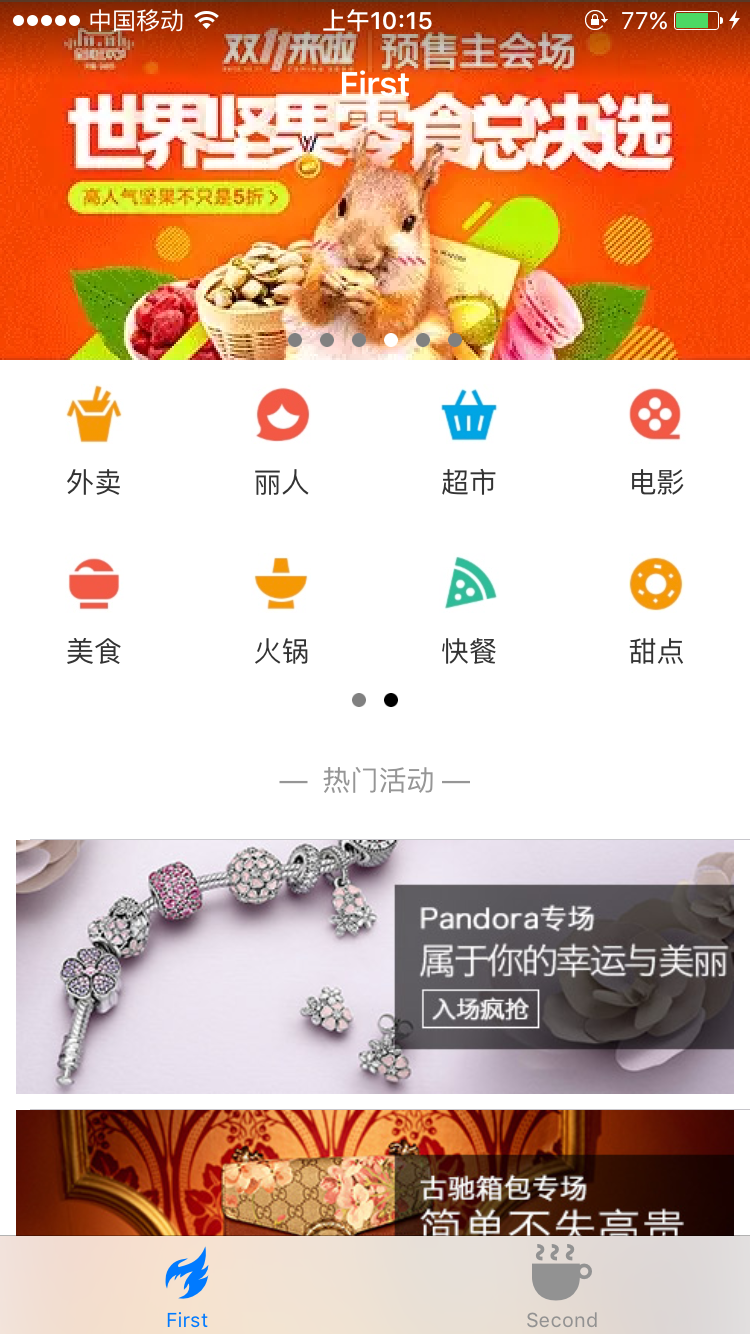 中国移动 上午10:15 77%
双11来啦 预售主会场
First
世界坚果零食总决选
高人气坚果不只是5折 >
外卖 丽人 超市 电影
美食 火锅 快餐 甜点
— 热门活动 —
Pandora专场
属于你的幸运与美丽
入场疯抢
古驰箱包专场
简单不失高贵
First Second